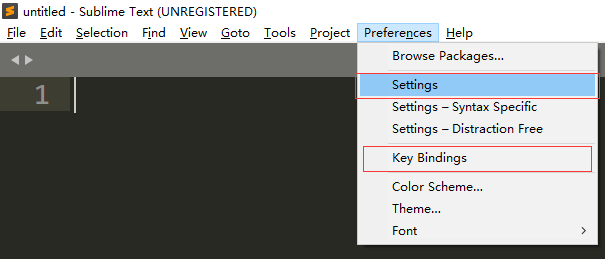 untitled - Sublime Text (UNREGISTERED)
File Edit Selection Find View Goto Tools Project Preferences Help
Browse Packages...
1
Settings
Settings – Syntax Specific
Settings – Distraction Free
Key Bindings
Color Scheme...
Theme...
Font